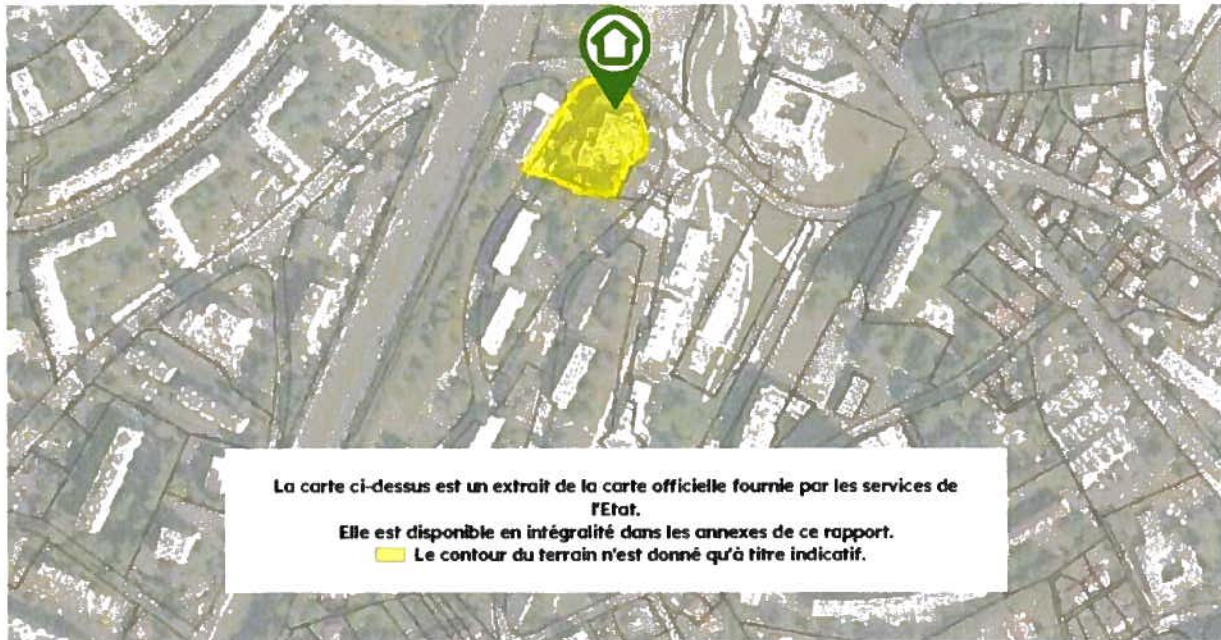 La carte ci-dessus est un extrait de la carte officielle fournie par les services de
l'Etat.
Elle est disponible en intégralité dans les annexes de ce rapport.
Le contour du terrain n'est donné qu'à titre indicatif.